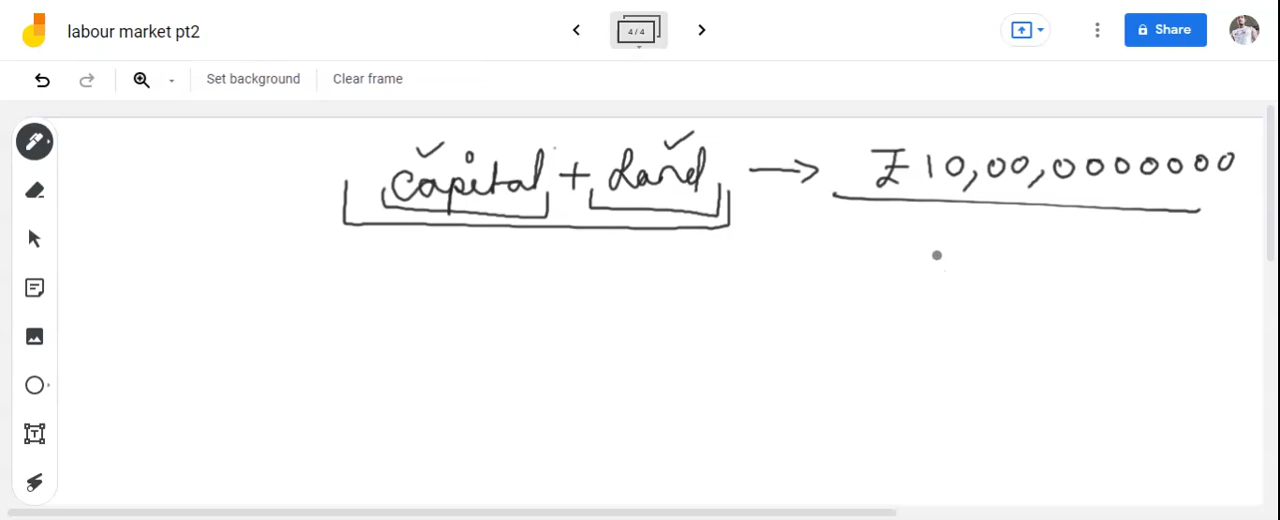 labour market pt2
4 / 4
Share
Set background
Clear frame
capital + Land → ₹10,00,0000000